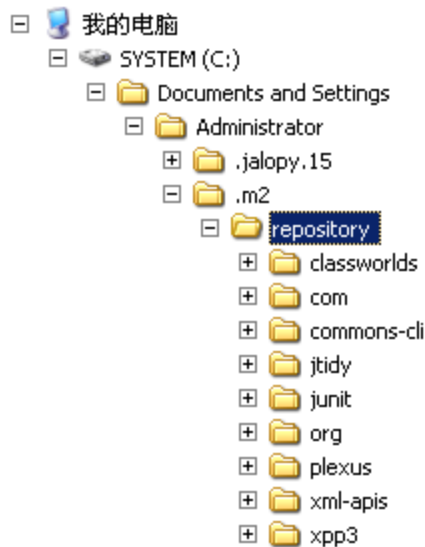 我的电脑
SYSTEM (C:)
Documents and Settings
Administrator
.jalopy.15
.m2
repository
classworlds
com
commons-cli
jtidy
junit
org
plexus
xml-apis
xpp3